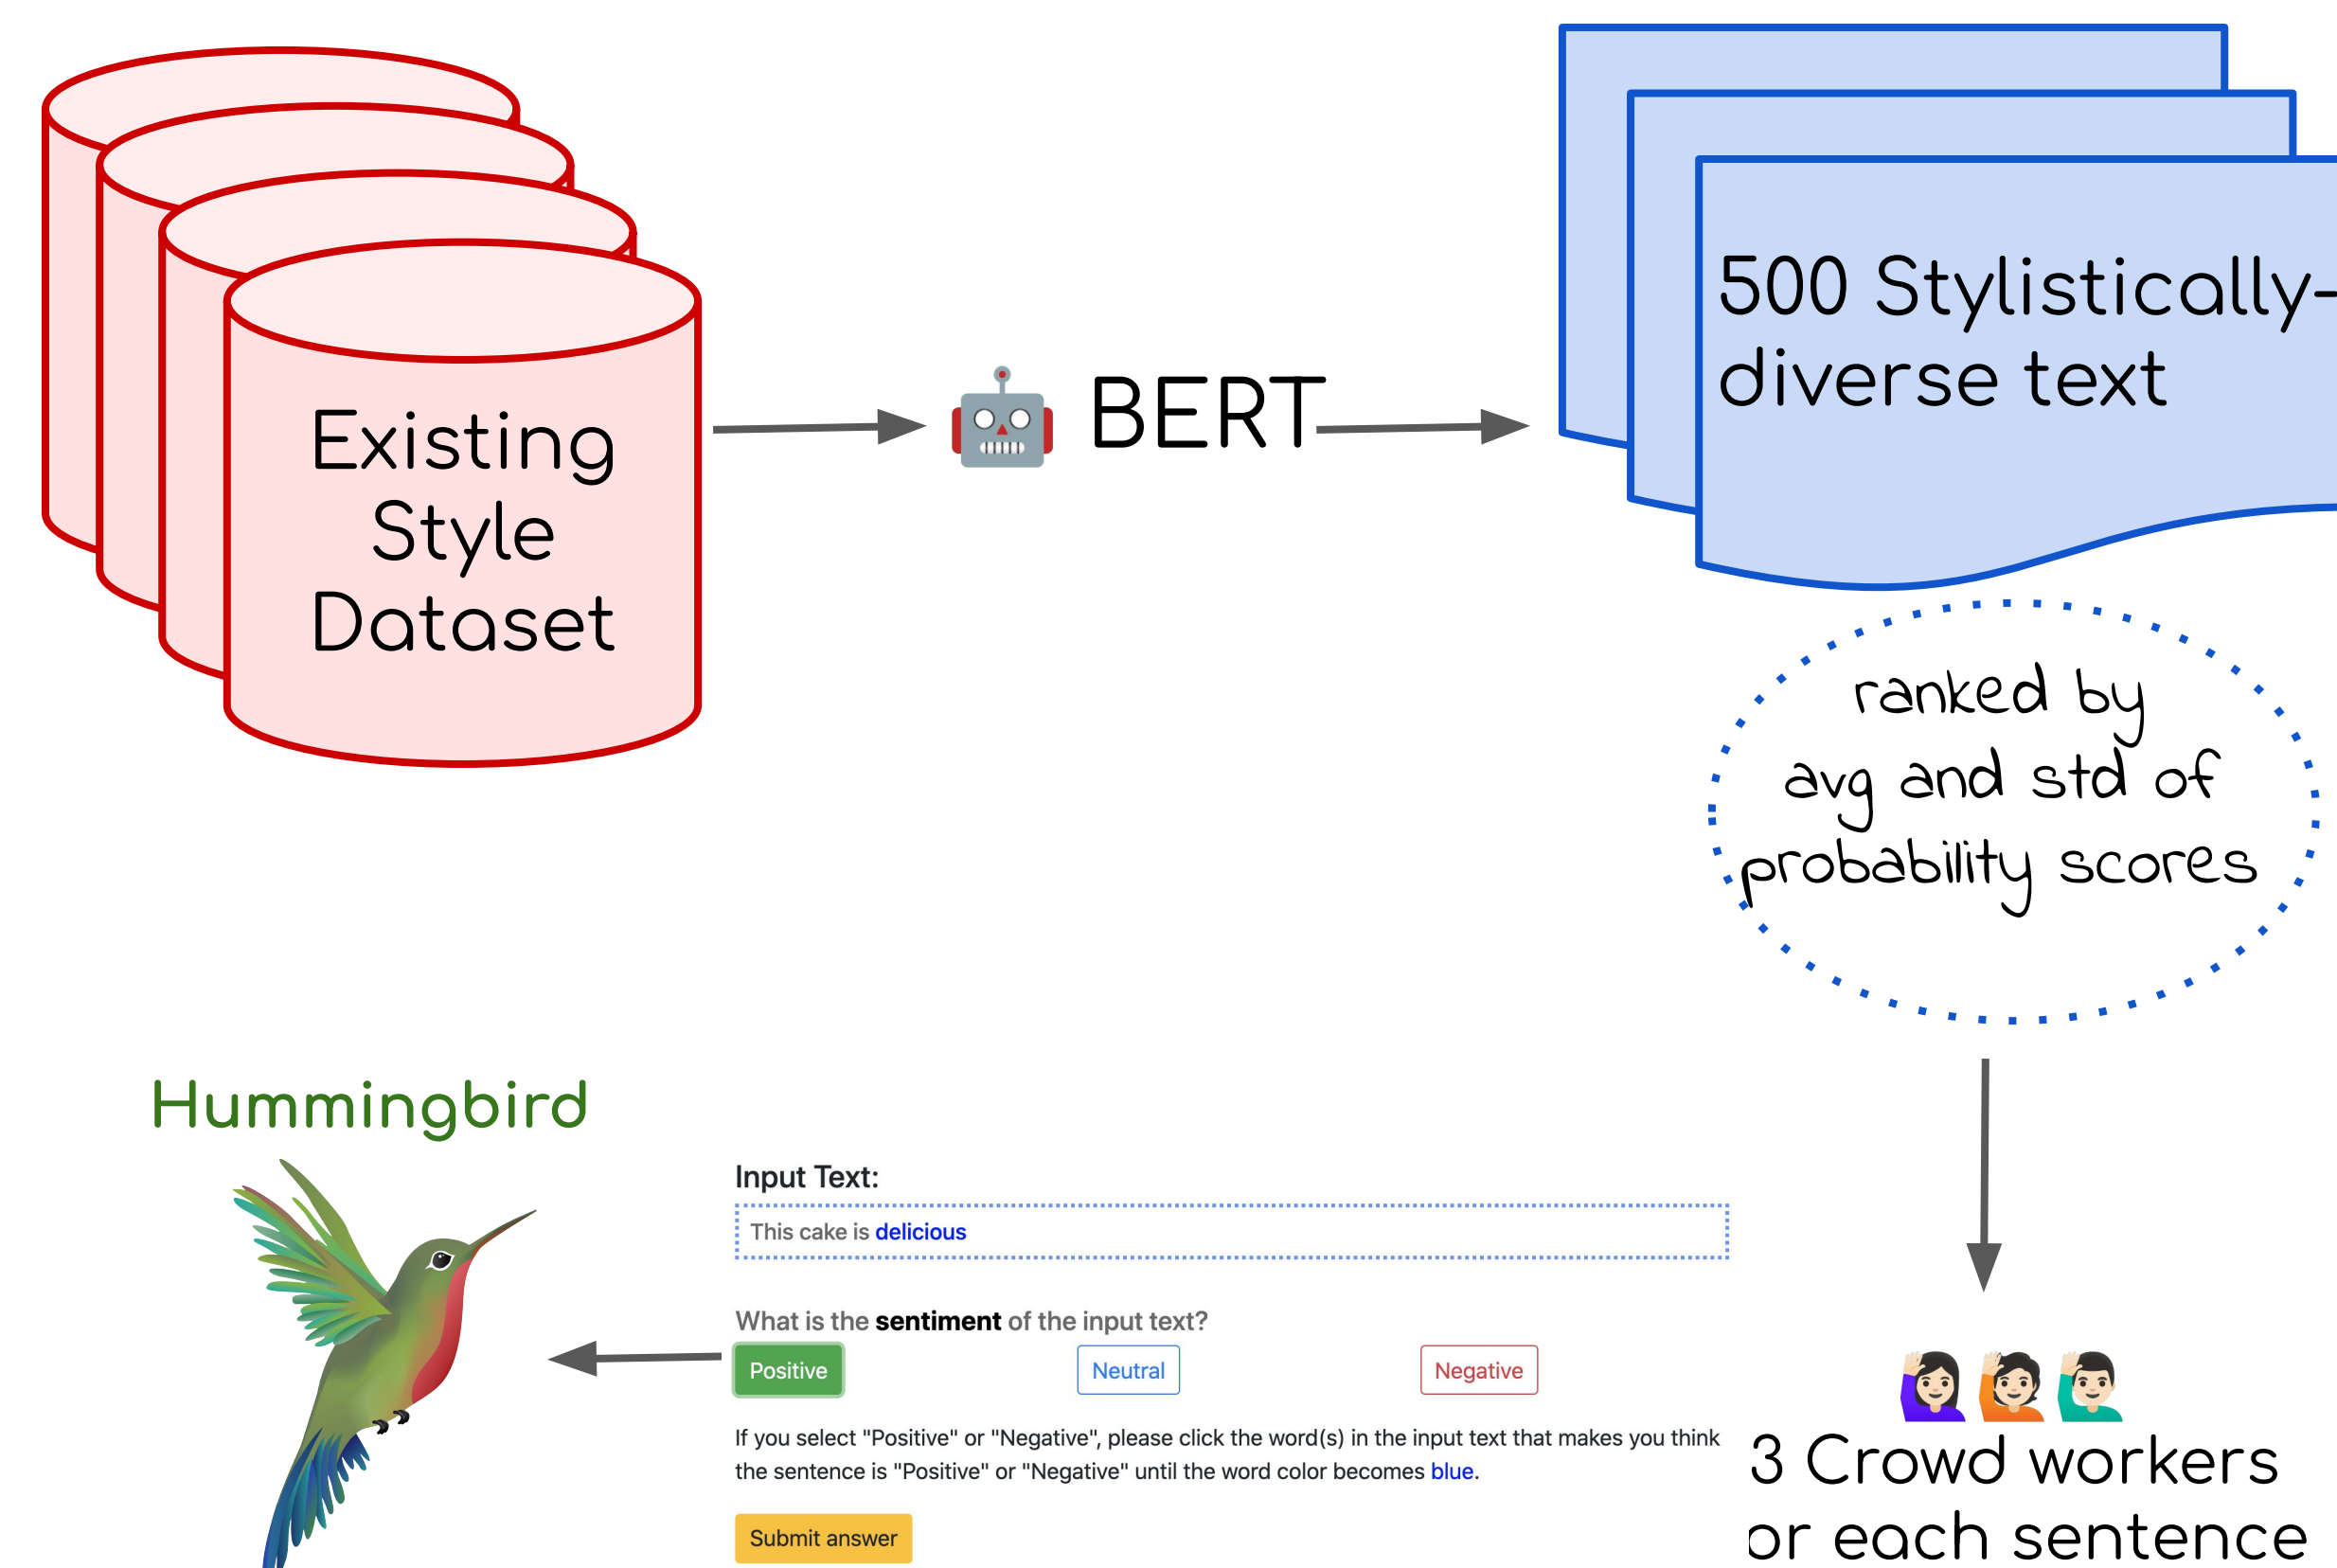 Existing
Style
Dataset
BERT
500 Stylistically-
diverse text
ranked by
avg and std of
probability scores
3 Crowd workers
or each sentence
Input Text:
This cake is delicious
What is the sentiment of the input text?
Positive
Neutral
Negative
If you select "Positive" or "Negative", please click the word(s) in the input text that makes you think
the sentence is "Positive" or "Negative" until the word color becomes blue.
Submit answer
Hummingbird